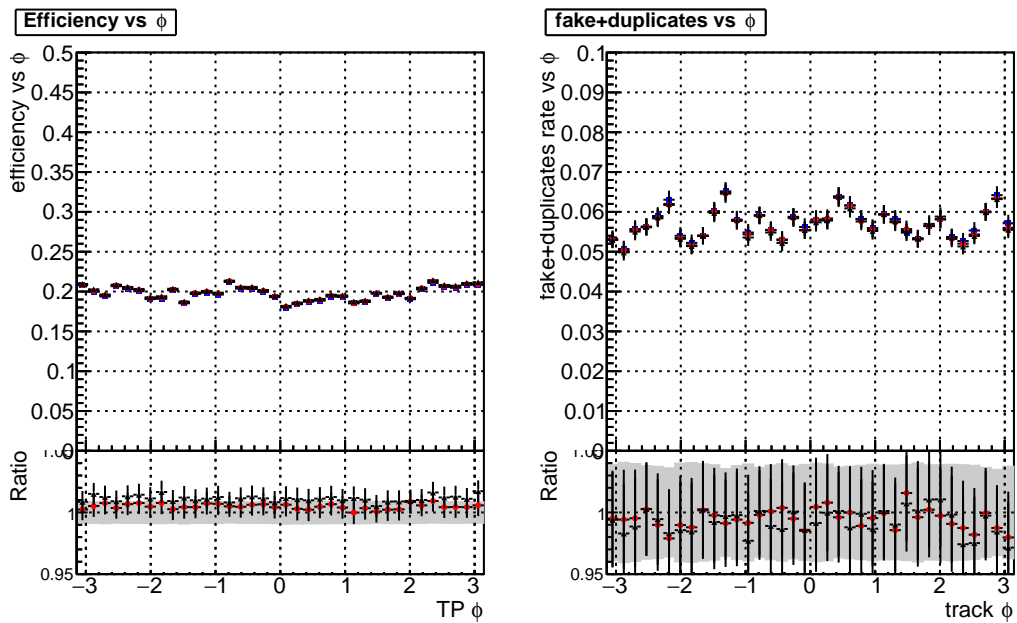 Efficiency vs ϕ
efficiency vs ϕ
0.5
0.45
0.4
0.35
0.3
0.25
0.2
0.15
0.1
0.05
0
Ratio
1
0.95
−3 −2 −1 0 1 2 3
TP ϕ
fake+duplicates vs ϕ
fake+duplicates rate vs ϕ
0.1
0.09
0.08
0.07
0.06
0.05
0.04
0.03
0.02
0.01
0
Ratio
1
0.95
−3 −2 −1 0 1 2 3
track ϕ